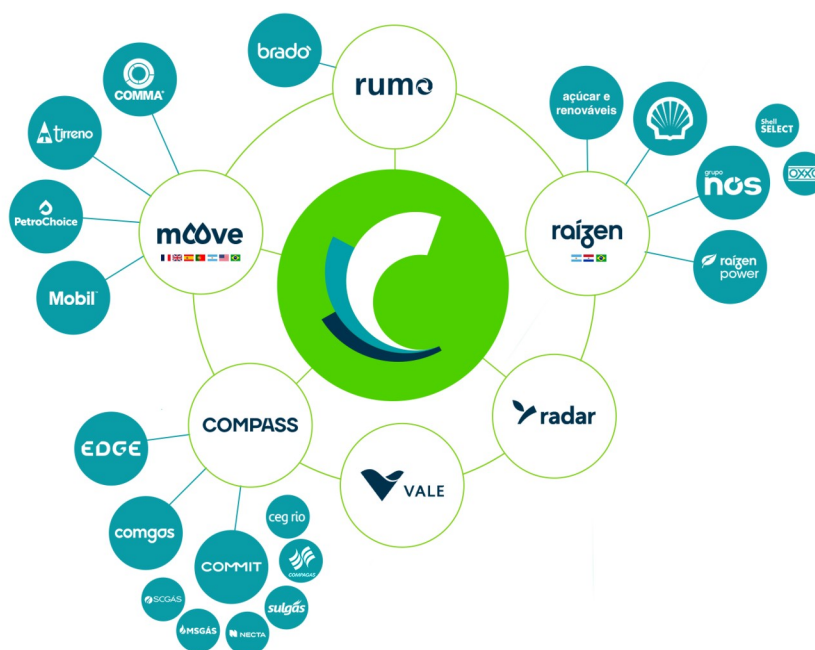 brado
rumo
COMMA
açúcar e
renováveis
Shell
SELECT
Tirreno
grupo
nos
OXXO
PetroChoice
moove
raízen
raízen
power
Mobil
radar
COMPASS
EDGE
VALE
ceg rio
comgas
COMMIT
COMPAGAS
SCGÁS
sulgás
MSGÁS
NECTA